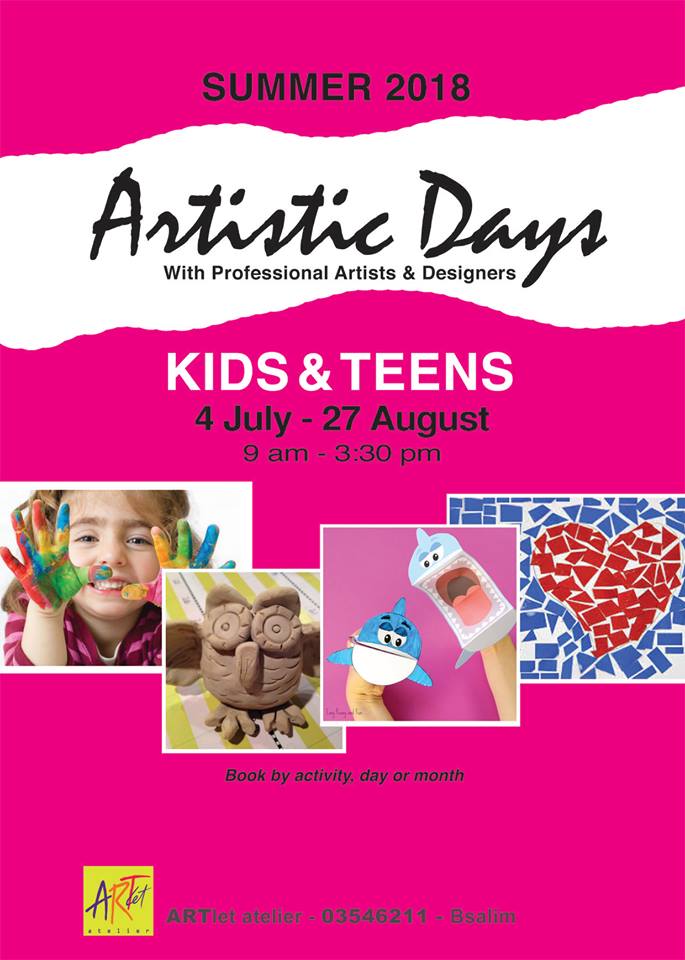 SUMMER 2018
Artistic Days
With Professional Artists & Designers
KIDS & TEENS
4 July - 27 August
9 am - 3:30 pm
Book by activity, day or month
ARTlet
atelier
ARTlet atelier - 03546211 - Bsalim